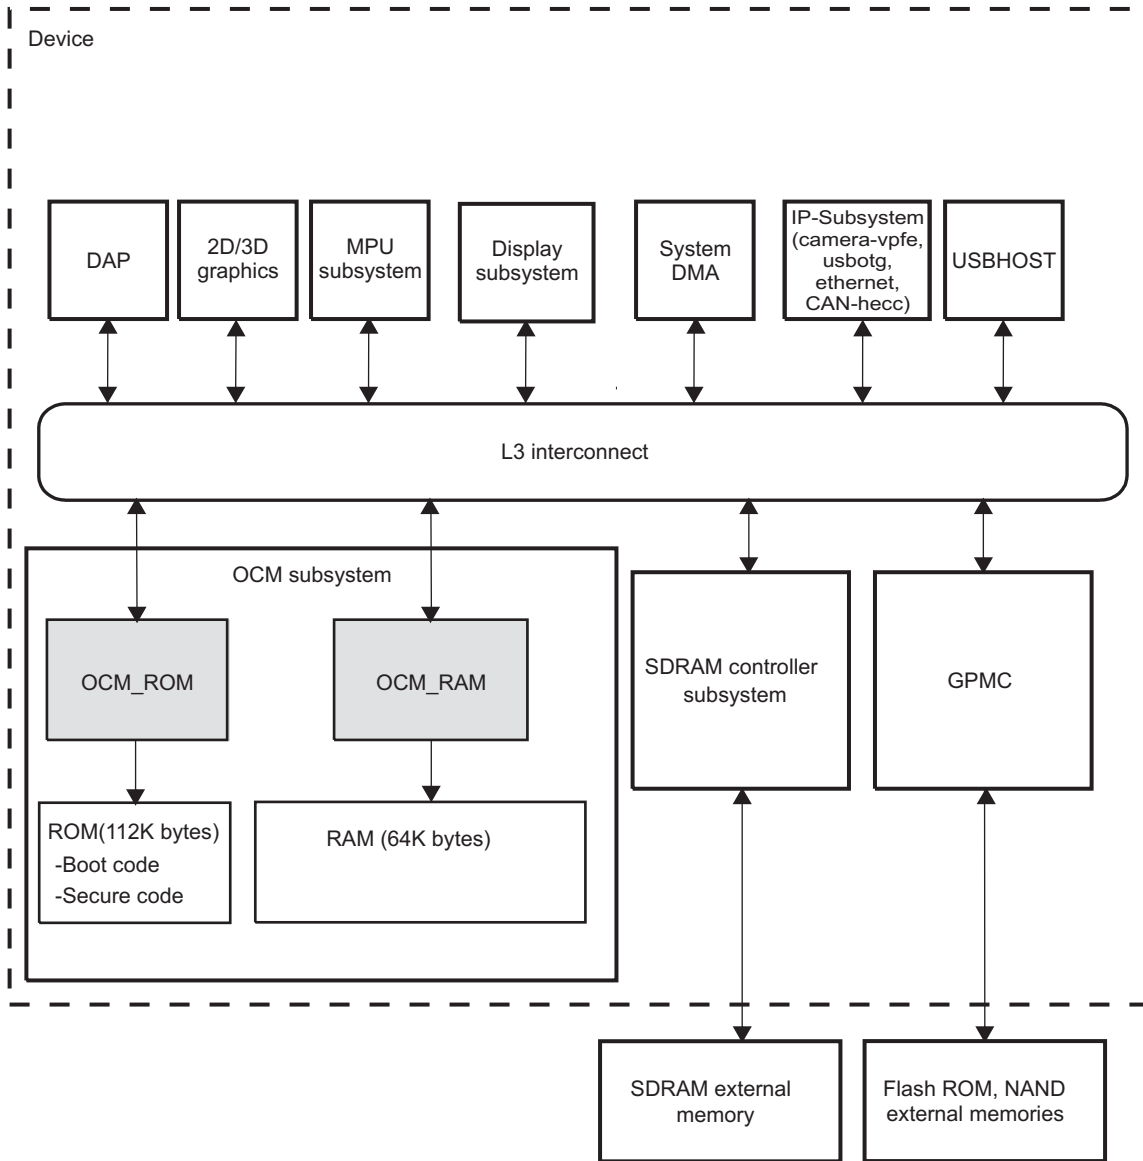 Device
DAP
2D/3D
graphics
MPU
subsystem
Display
subsystem
System
DMA
IP-Subsystem
(camera-vpfe,
usbotg,
ethernet,
CAN-hecc)
USBHOST
L3 interconnect
OCM subsystem
OCM_ROM
OCM_RAM
SDRAM controller
subsystem
GPMC
ROM(112K bytes)
-Boot code
-Secure code
RAM (64K bytes)
SDRAM external
memory
Flash ROM, NAND
external memories